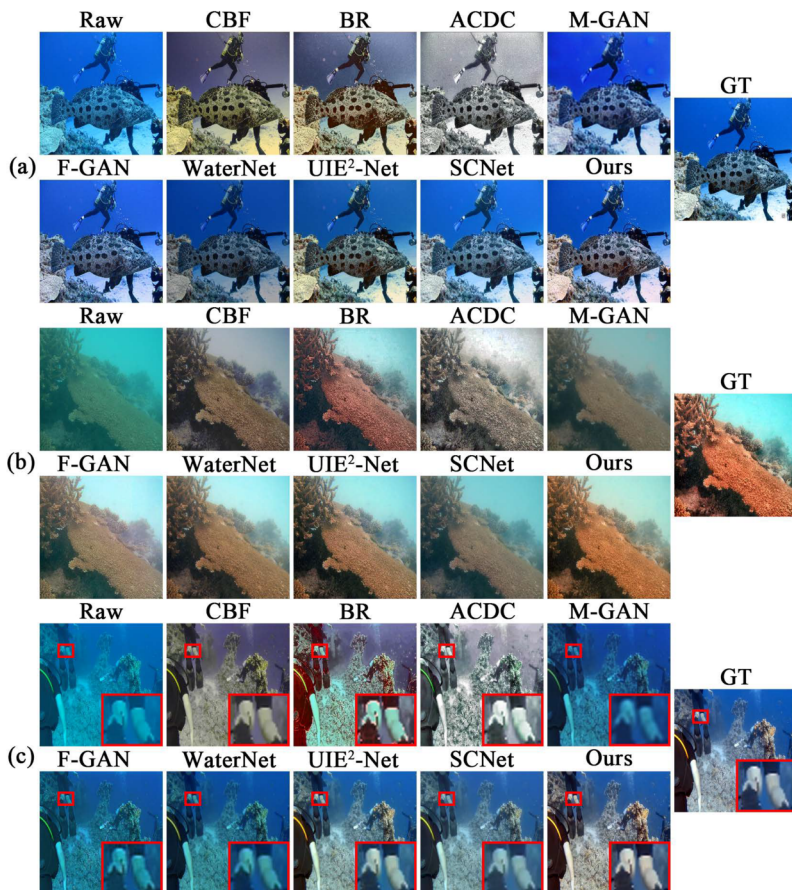 Raw CBF BR ACDC M-GAN
GT
(a)
F-GAN WaterNet UIE²-Net SCNet Ours
Raw CBF BR ACDC M-GAN
GT
(b)
F-GAN WaterNet UIE²-Net SCNet Ours
Raw CBF BR ACDC M-GAN
GT
(c)
F-GAN WaterNet UIE²-Net SCNet Ours